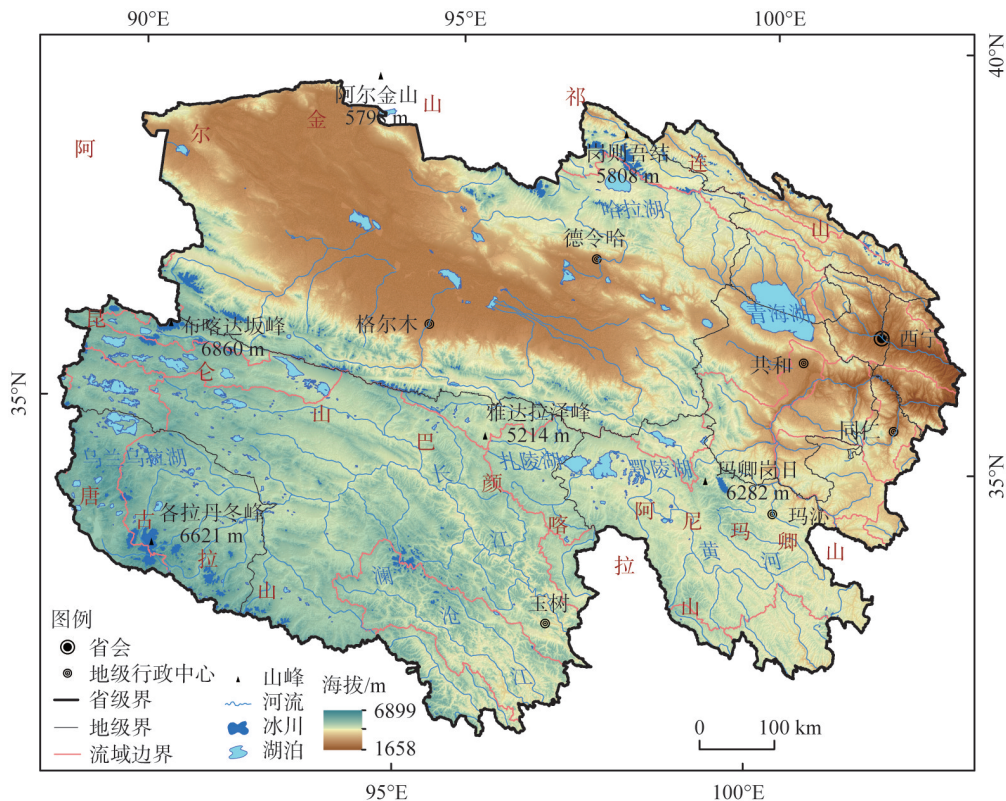 90°E
95°E
100°E
40°N
阿尔金山
5798 m
阿
尔
金
山
祁
岗则吾结
5808 m
连
山
哈拉湖
德令哈
青海湖
格尔木
西宁
共和
同仁
昆
布喀达坂峰
6860 m
仑
山
35°N
35°N
雅达拉泽峰
5214 m
巴
颜
喀
拉
山
扎陵湖
鄂陵湖
玛卿岗日
6282 m
玛沁
乌兰乌拉湖
唐
古
拉
山
各拉丹冬峰
6621 m
长
江
阿
尼
玛
卿
山
黄
河
澜
沧
江
玉树
图例
省会
地级行政中心
省级界
地级界
流域边界
山峰
河流
冰川
湖泊
海拔/m
6899
1658
0
100 km
95°E
100°E